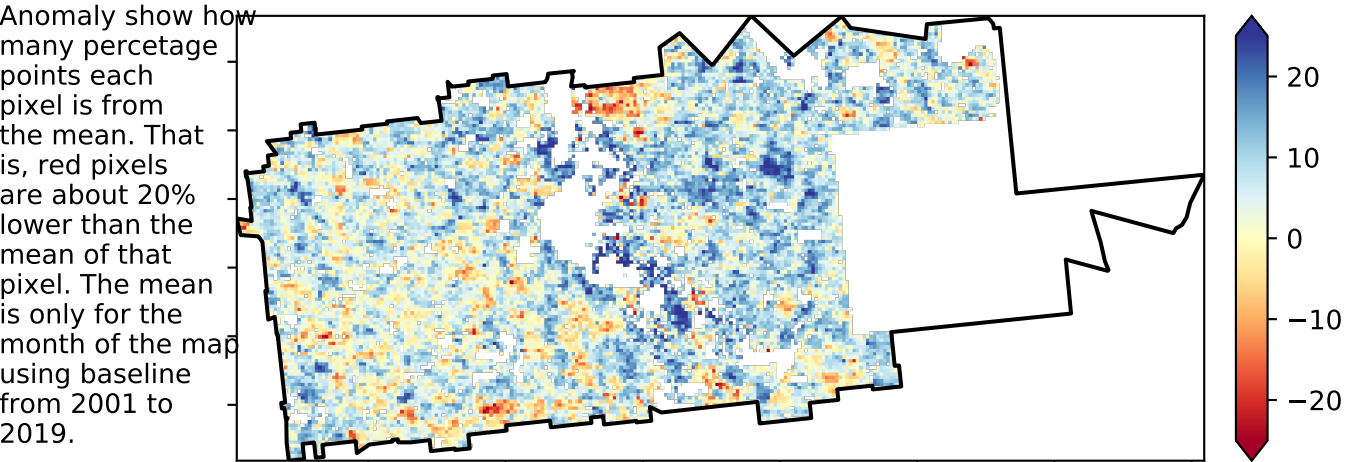 Anomaly show how
many percetage
points each
pixel is from
the mean. That
is, red pixels
are about 20%
lower than the
mean of that
pixel. The mean
is only for the
month of the map
using baseline
from 2001 to
2019.
20
10
0
−10
−20